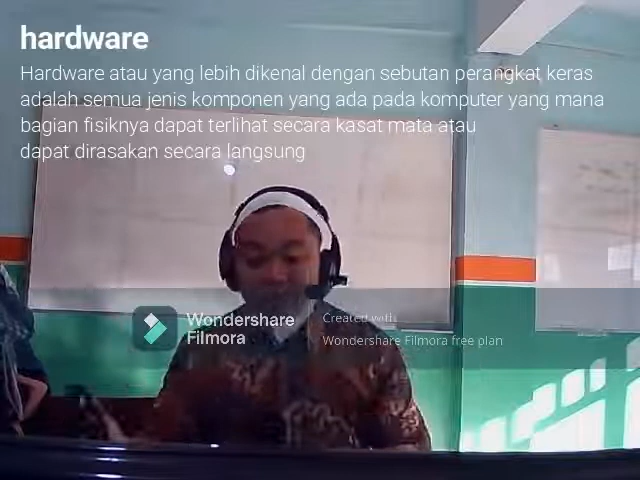 hardware
Hardware atau yang lebih dikenal dengan sebutan perangkat keras
adalah semua jenis komponen yang ada pada komputer yang mana
bagian fisiknya dapat terlihat secara kasat mata atau
dapat dirasakan secara langsung
Wondershare
Filmora
Created with
Wondershare Filmora free plan